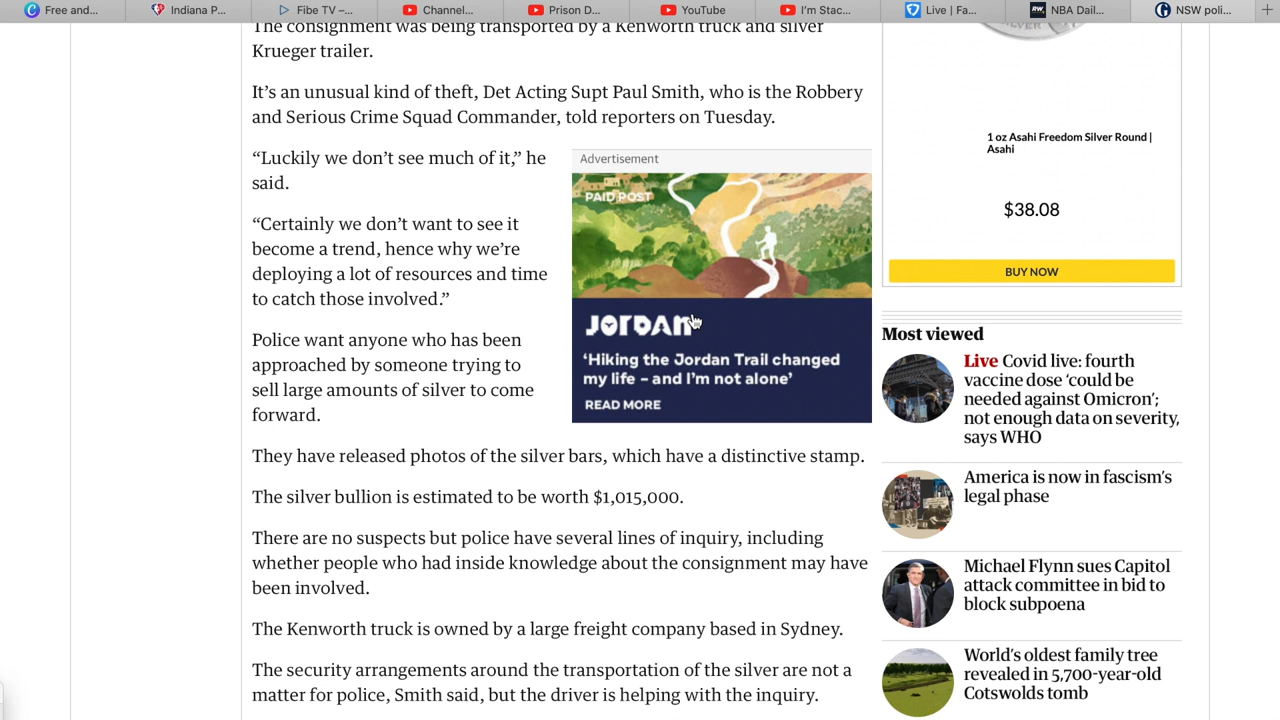 Free and...
Indiana P...
Fibe TV –...
Channel...
Prison D...
YouTube
I'm Stac...
Live | Fa...
NBA Dail...
NSW poli...
The consignment was being transported by a Kenworth truck and silver
Krueger trailer.
It's an unusual kind of theft, Det Acting Supt Paul Smith, who is the Robbery
and Serious Crime Squad Commander, told reporters on Tuesday.
“Luckily we don't see much of it,” he
said.
“Certainly we don't want to see it
become a trend, hence why we're
deploying a lot of resources and time
to catch those involved.”
Police want anyone who has been
approached by someone trying to
sell large amounts of silver to come
forward.
They have released photos of the silver bars, which have a distinctive stamp.
The silver bullion is estimated to be worth $1,015,000.
There are no suspects but police have several lines of inquiry, including
whether people who had inside knowledge about the consignment may have
been involved.
The Kenworth truck is owned by a large freight company based in Sydney.
The security arrangements around the transportation of the silver are not a
matter for police, Smith said, but the driver is helping with the inquiry.
Advertisement
PAID POST
JORDAN
‘Hiking the Jordan Trail changed
my life – and I'm not alone’
READ MORE
1 oz Asahi Freedom Silver Round |
Asahi
$38.08
BUY NOW
Most viewed
Live Covid live: fourth
vaccine dose ‘could be
needed against Omicron’;
not enough data on severity,
says WHO
America is now in fascism's
legal phase
Michael Flynn sues Capitol
attack committee in bid to
block subpoena
World's oldest family tree
revealed in 5,700-year-old
Cotswolds tomb